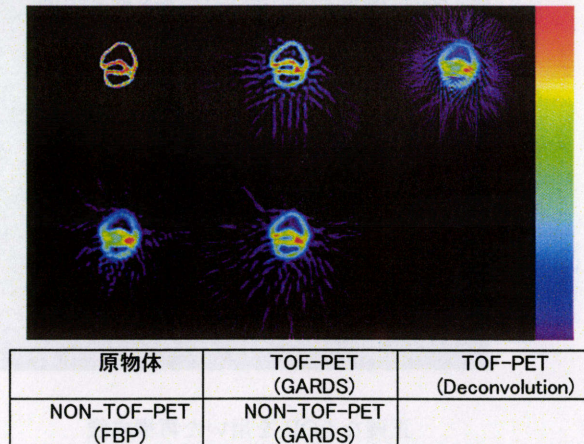 原物体
TOF-PET
(GARDS)
TOF-PET
(Deconvolution)
NON-TOF-PET
(FBP)
NON-TOF-PET
(GARDS)